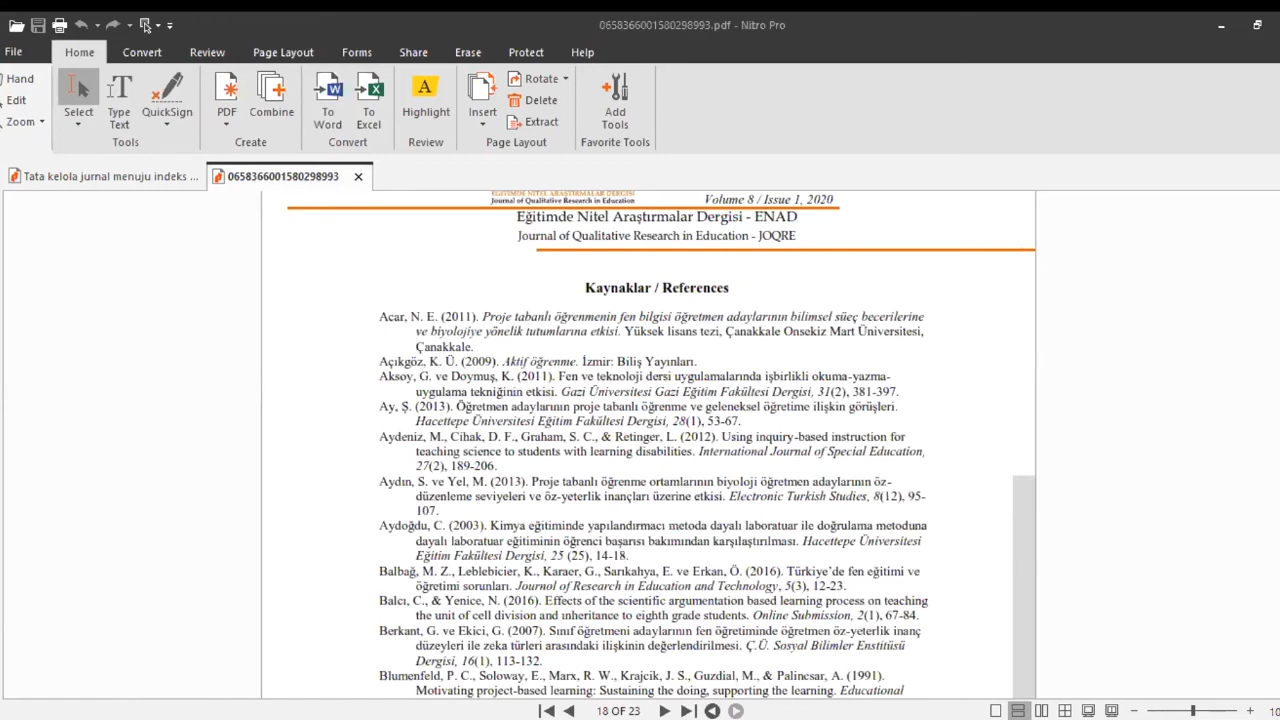 0658366001580298993.pdf - Nitro Pro
File Home Convert Review Page Layout Forms Share Erase Protect Help
Hand
Edit
Zoom
Select
Type Text
QuickSign
Tools
PDF
Combine
Create
To Word
To Excel
Convert
Highlight
Review
Insert
Rotate
Delete
Extract
Page Layout
Add Tools
Favorite Tools
Tata kelola jurnal menuju indeks ... 0658366001580298993
EĞİTİMDE NİTEL ARAŞTIRMALAR DERGİSİ
Journal of Qualitative Research in Education
Volume 8 / Issue 1, 2020
Eğitimde Nitel Araştırmalar Dergisi - ENAD
Journal of Qualitative Research in Education - JOQRE
Kaynaklar / References
Acar, N. E. (2011). Proje tabanlı öğrenmenin fen bilgisi öğretmen adaylarının bilimsel süeç becerilerine
ve biyolojiye yönelik tutumlarına etkisi. Yüksek lisans tezi, Çanakkale Onsekiz Mart Üniversitesi,
Çanakkale.
Açıkgöz, K. Ü. (2009). Aktif öğrenme. İzmir: Biliş Yayınları.
Aksoy, G. ve Doymuş, K. (2011). Fen ve teknoloji dersi uygulamalarında işbirlikli okuma-yazma-
uygulama tekniğinin etkisi. Gazi Üniversitesi Gazi Eğitim Fakültesi Dergisi, 31(2), 381-397.
Ay, Ş. (2013). Öğretmen adaylarının proje tabanlı öğrenme ve geleneksel öğretime ilişkin görüşleri.
Hacettepe Üniversitesi Eğitim Fakültesi Dergisi, 28(1), 53-67.
Aydeniz, M., Cihak, D. F., Graham, S. C., & Retinger, L. (2012). Using inquiry-based instruction for
teaching science to students with learning disabilities. International Journal of Special Education,
27(2), 189-206.
Aydın, S. ve Yel, M. (2013). Proje tabanlı öğrenme ortamlarının biyoloji öğretmen adaylarının öz-
düzenleme seviyeleri ve öz-yeterlik inançları üzerine etkisi. Electronic Turkish Studies, 8(12), 95-
107.
Aydoğdu, C. (2003). Kimya eğitiminde yapılandırmacı metoda dayalı laboratuar ile doğrulama metoduna
dayalı laboratuar eğitiminin öğrenci başarısı bakımından karşılaştırılması. Hacettepe Üniversitesi
Eğitim Fakültesi Dergisi, 25 (25), 14-18.
Balbağ, M. Z., Leblebicier, K., Karaer, G., Sarıkahya, E. ve Erkan, Ö. (2016). Türkiye’de fen eğitimi ve
öğretimi sorunları. Journal of Research in Education and Technology, 5(3), 12-23.
Balcı, C., & Yenice, N. (2016). Effects of the scientific argumentation based learning process on teaching
the unit of cell division and inheritance to eighth grade students. Online Submission, 2(1), 67-84.
Berkant, G. ve Ekici, G. (2007). Sınıf öğretmeni adaylarının fen öğretiminde öğretmen öz-yeterlik inanç
düzeyleri ile zeka türleri arasındaki ilişkinin değerlendirilmesi. Ç.Ü. Sosyal Bilimler Enstitüsü
Dergisi, 16(1), 113-132.
Blumenfeld, P. C., Soloway, E., Marx, R. W., Krajcik, J. S., Guzdial, M., & Palincsar, A. (1991).
Motivating project-based learning: Sustaining the doing, supporting the learning. Educational
18 OF 23
10